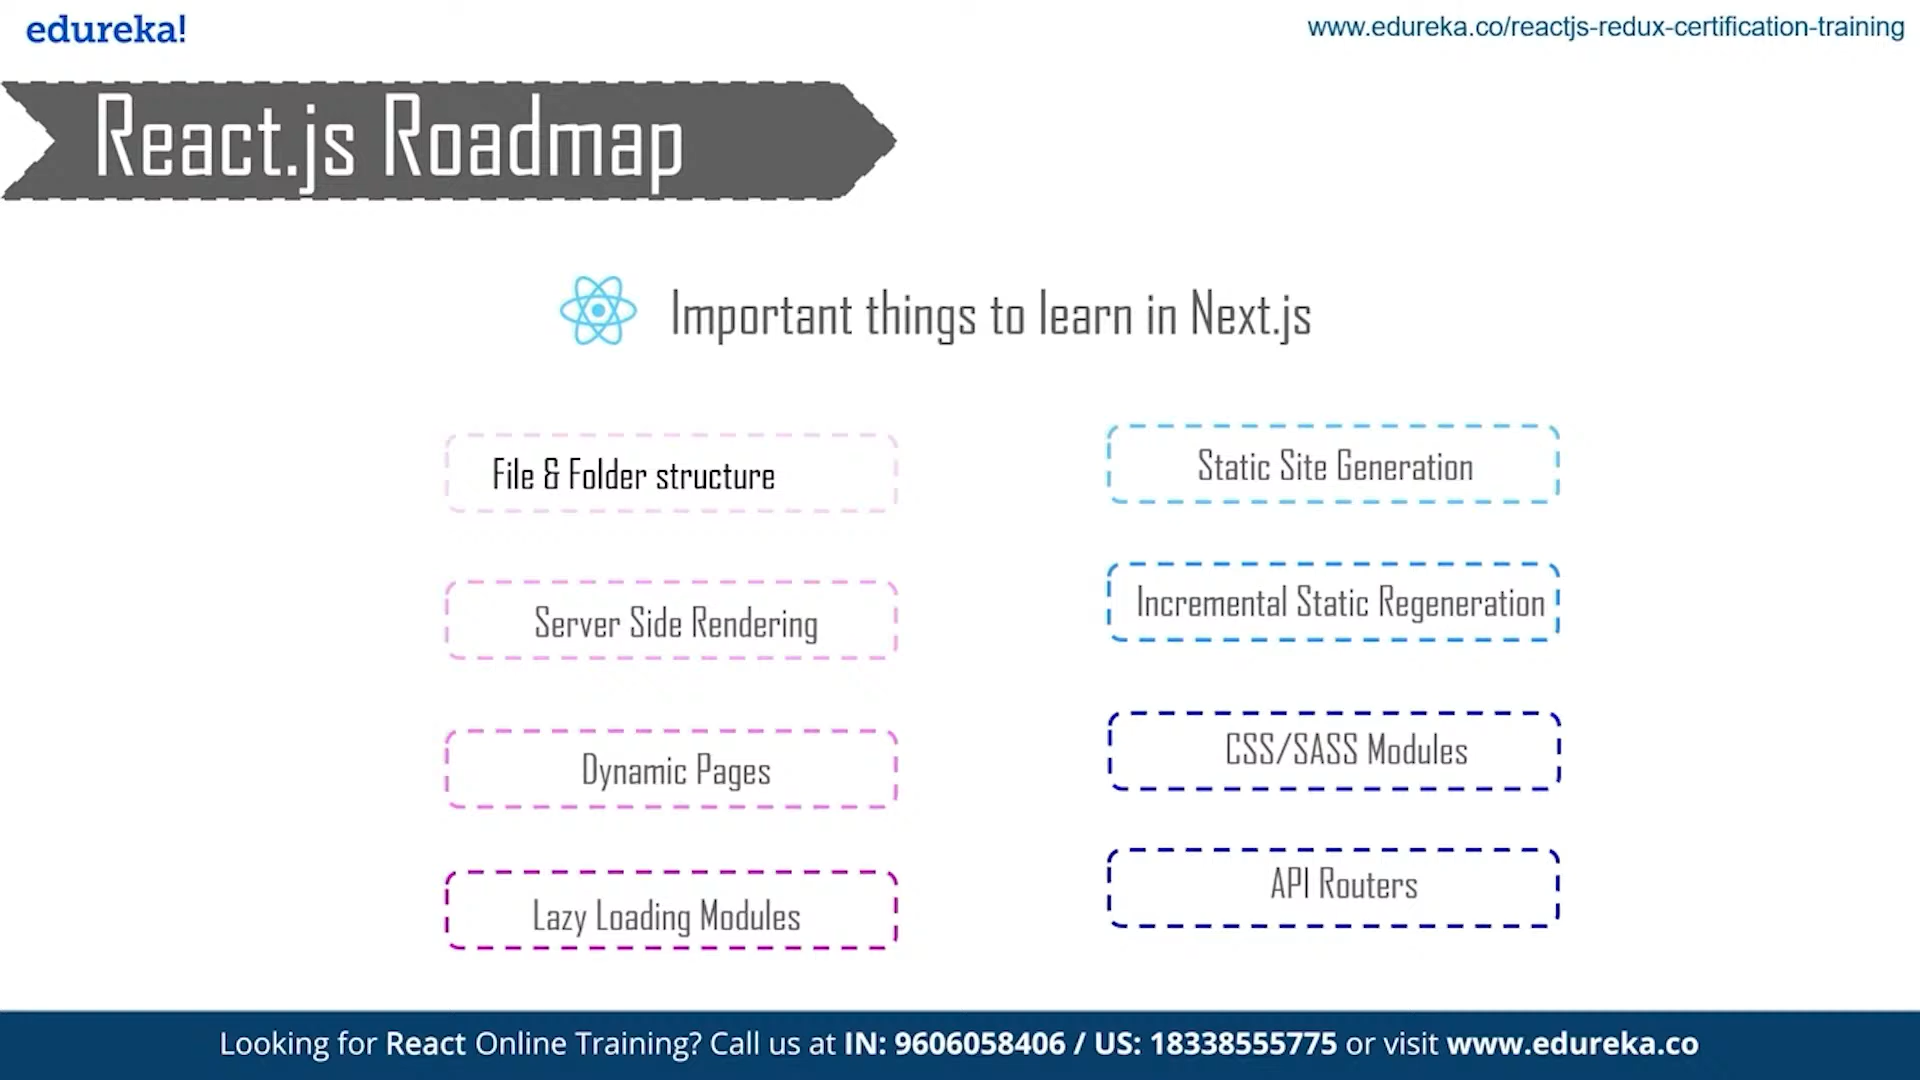 edureka!
www.edureka.co/reactjs-redux-certification-training
React.js Roadmap
Important things to learn in Next.js
File & Folder structure
Server Side Rendering
Dynamic Pages
Lazy Loading Modules
Static Site Generation
Incremental Static Regeneration
CSS/SASS Modules
API Routers
Looking for React Online Training? Call us at IN: 9606058406 / US: 18338555775 or visit www.edureka.co